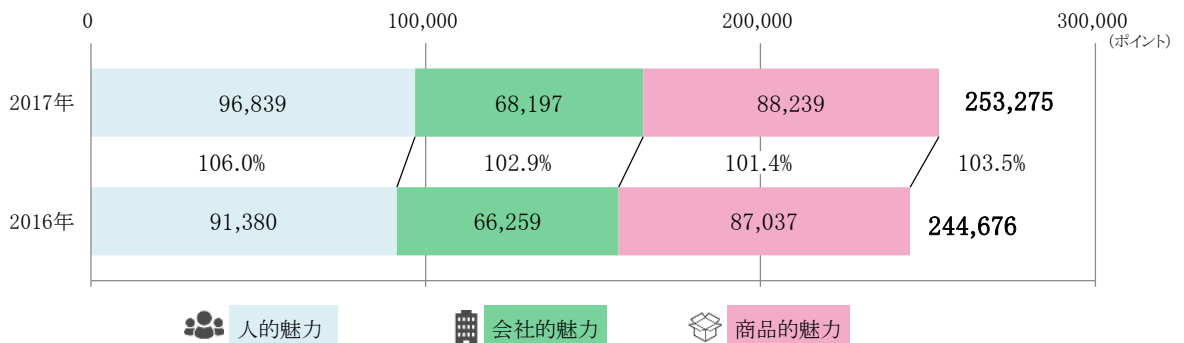 0 100,000 200,000 300,000
(ポイント)
2017年 96,839 68,197 88,239 253,275
106.0% 102.9% 101.4% 103.5%
2016年 91,380 66,259 87,037 244,676
人的魅力 会社的魅力 商品的魅力